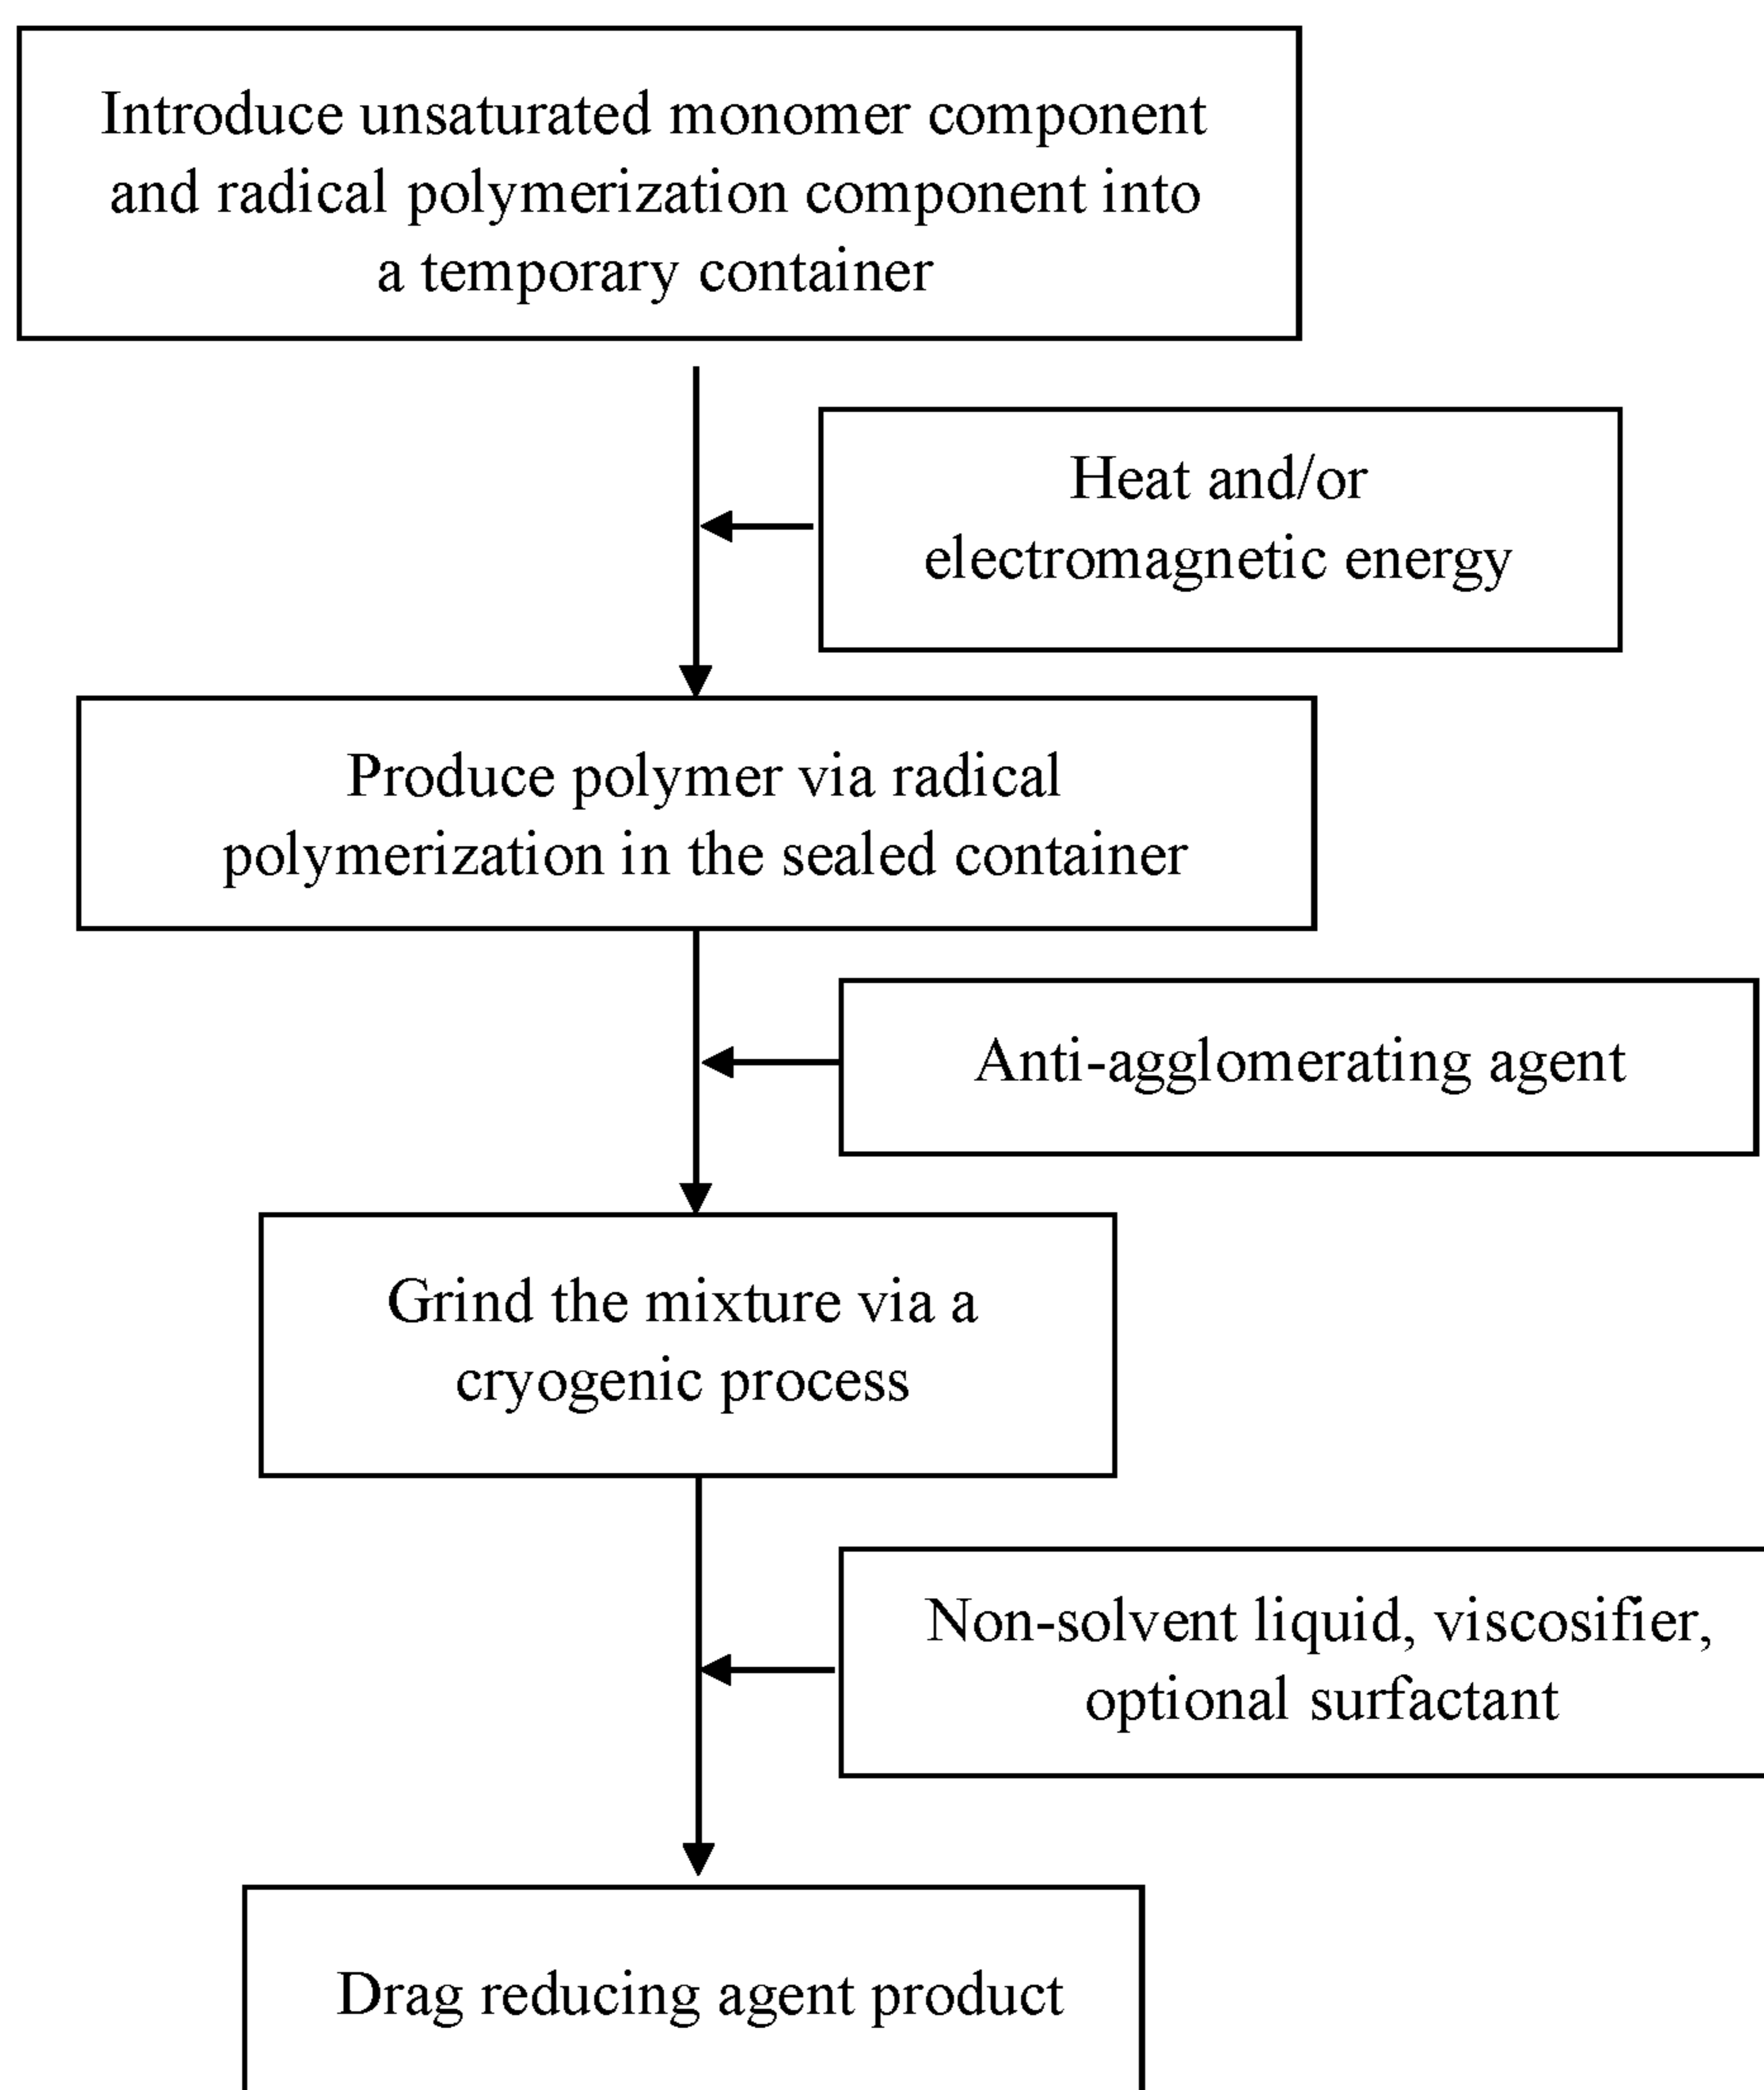 Introduce unsaturated monomer component
and radical polymerization component into
a temporary container
Heat and/or
electromagnetic energy
Produce polymer via radical
polymerization in the sealed container
Anti-agglomerating agent
Grind the mixture via a
cryogenic process
Non-solvent liquid, viscosifier,
optional surfactant
Drag reducing agent product